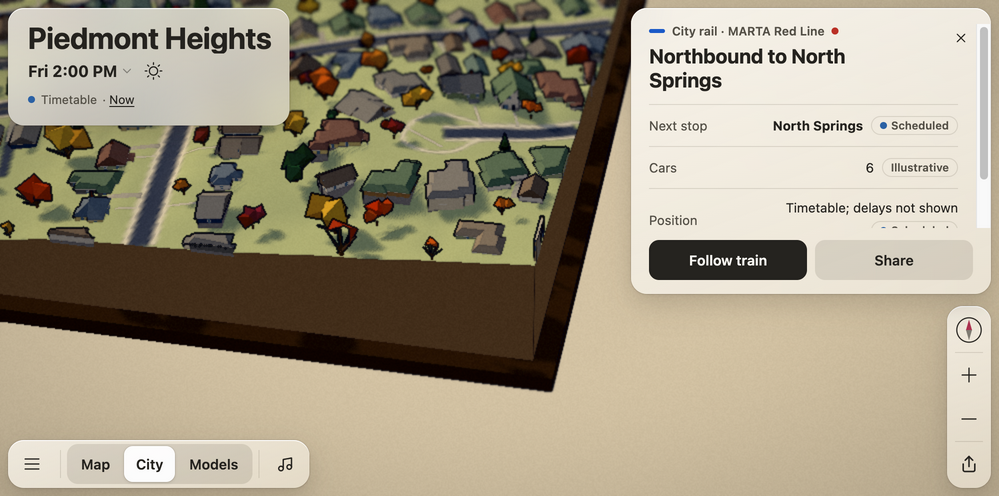 Piedmont Heights
Fri 2:00 PM
Timetable · Now
City rail · MARTA Red Line
Northbound to North
Springs
Next stop North Springs Scheduled
Cars 6 Illustrative
Timetable; delays not shown
Position
Follow train Share
Map City Models